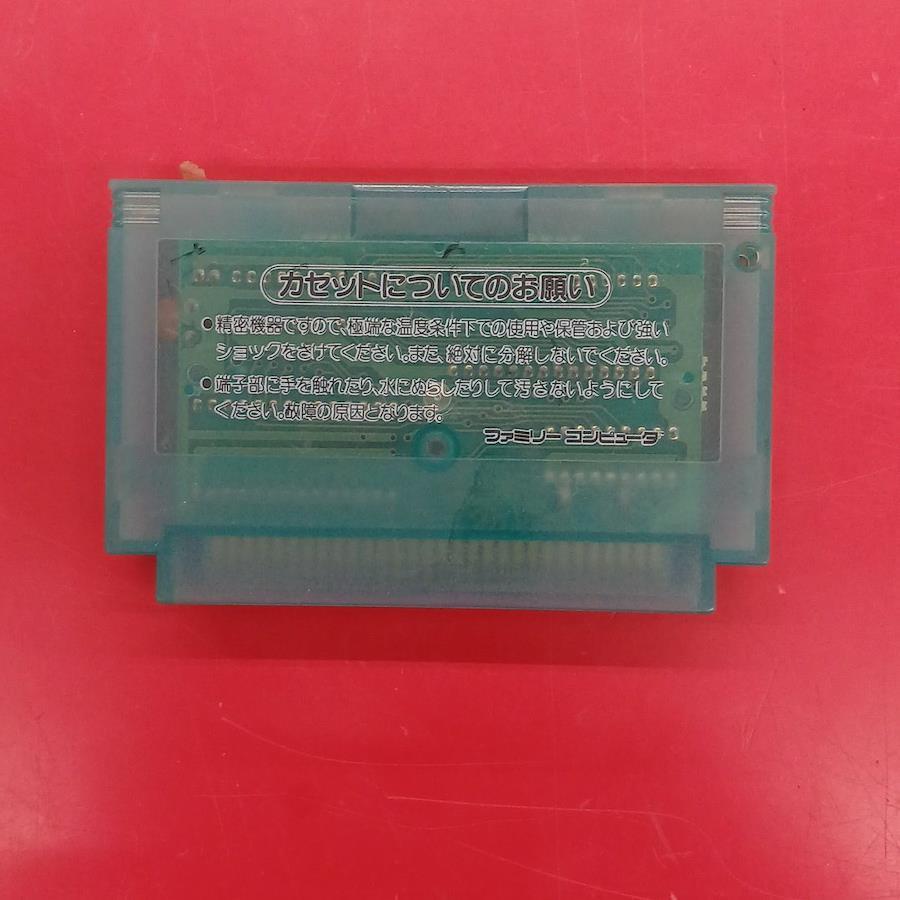 カセットについてのお願い
●精密機器ですので、極端な温度条件下での使用や保管および強い
ショックをさけてください。また、絶対に分解しないでください。
●端子部に手を触れたり、水にぬらしたりして汚さないようにして
ください。故障の原因となります。
ファミリーコンピュータ